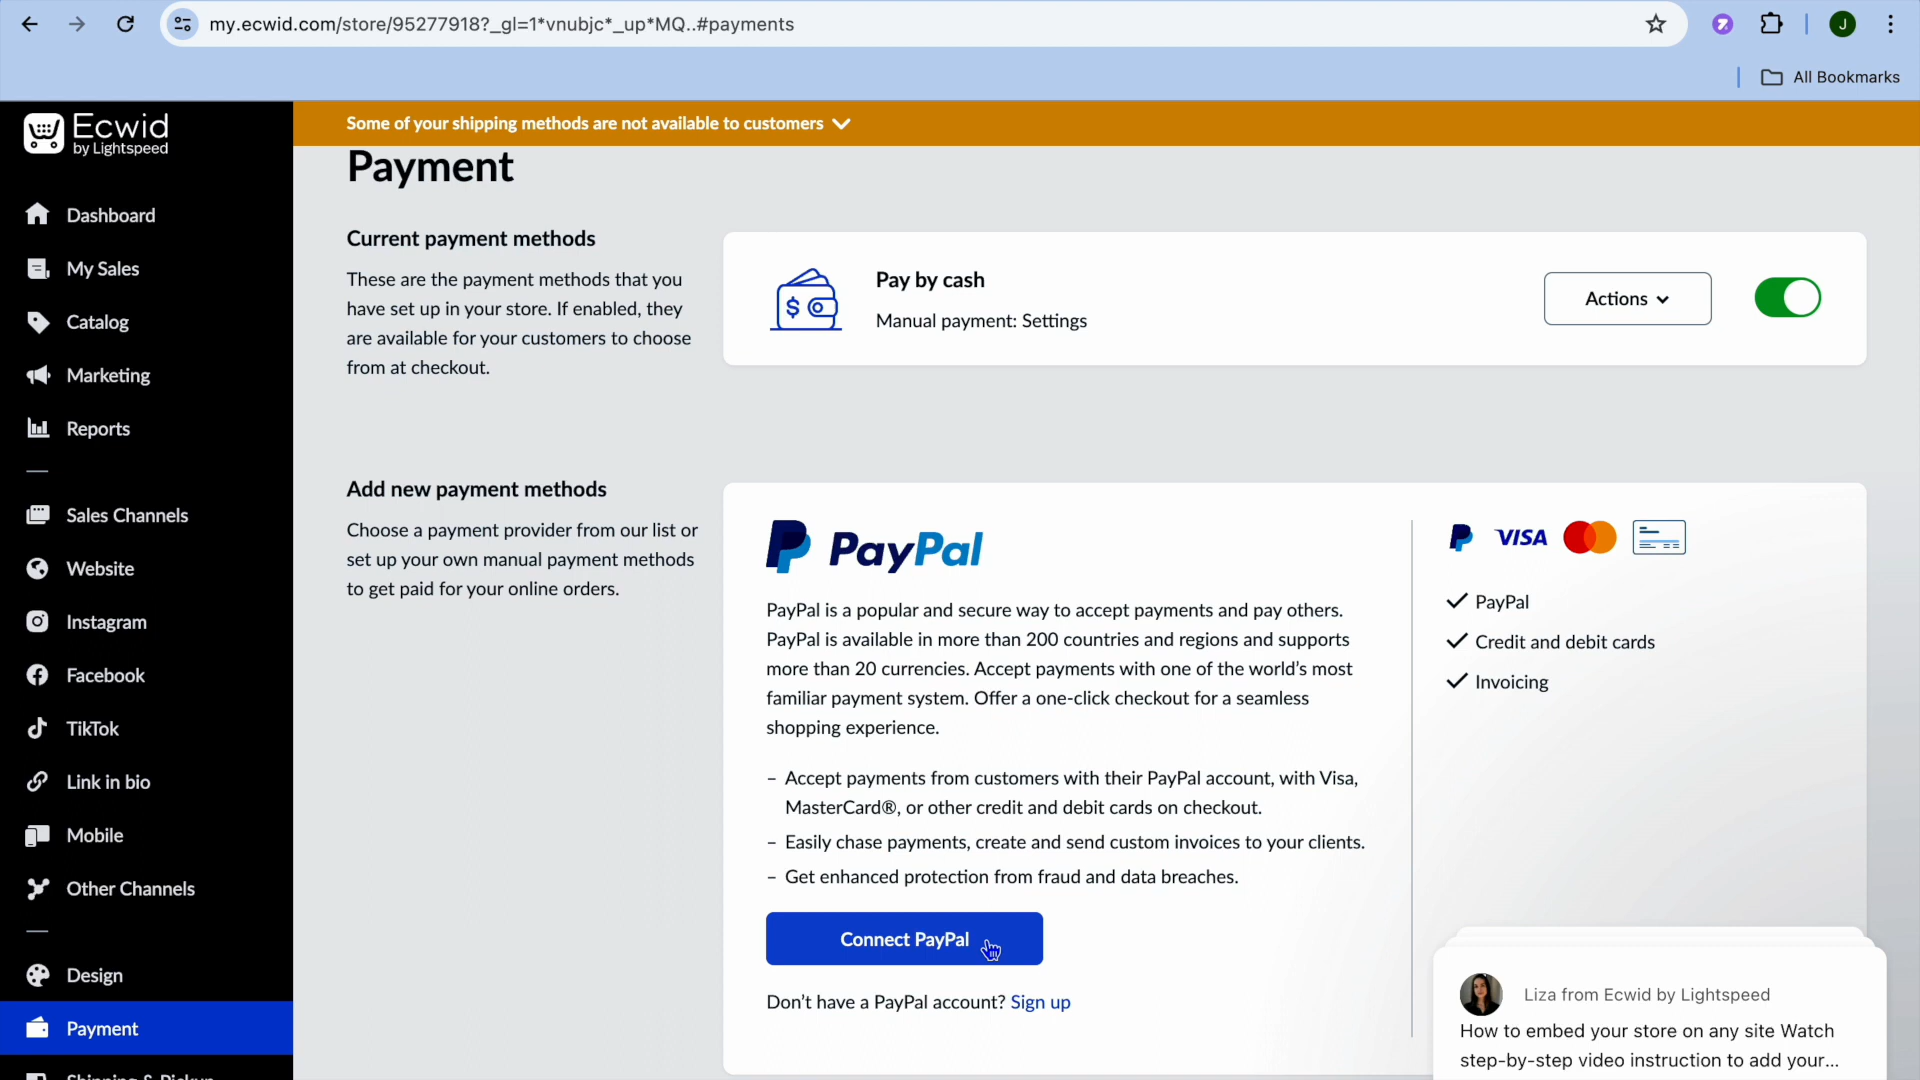 my.ecwid.com/store/95277918?_gl=1*vnubjc*_up*MQ..#payments
J
All Bookmarks
Ecwid
by Lightspeed
Some of your shipping methods are not available to customers
Dashboard
My Sales
Catalog
Marketing
Reports
Sales Channels
Website
Instagram
Facebook
TikTok
Link in bio
Mobile
Other Channels
Design
Payment
Shipping & Pickup
Payment
Current payment methods
These are the payment methods that you
have set up in your store. If enabled, they
are available for your customers to choose
from at checkout.
Pay by cash
Manual payment: Settings
Actions
Add new payment methods
Choose a payment provider from our list or
set up your own manual payment methods
to get paid for your online orders.
PayPal
PayPal is a popular and secure way to accept payments and pay others.
PayPal is available in more than 200 countries and regions and supports
more than 20 currencies. Accept payments with one of the world's most
familiar payment system. Offer a one-click checkout for a seamless
shopping experience.
– Accept payments from customers with their PayPal account, with Visa,
MasterCard®, or other credit and debit cards on checkout.
– Easily chase payments, create and send custom invoices to your clients.
– Get enhanced protection from fraud and data breaches.
Connect PayPal
Don't have a PayPal account? Sign up
VISA
PayPal
Credit and debit cards
Invoicing
Liza from Ecwid by Lightspeed
How to embed your store on any site Watch
step-by-step video instruction to add your...